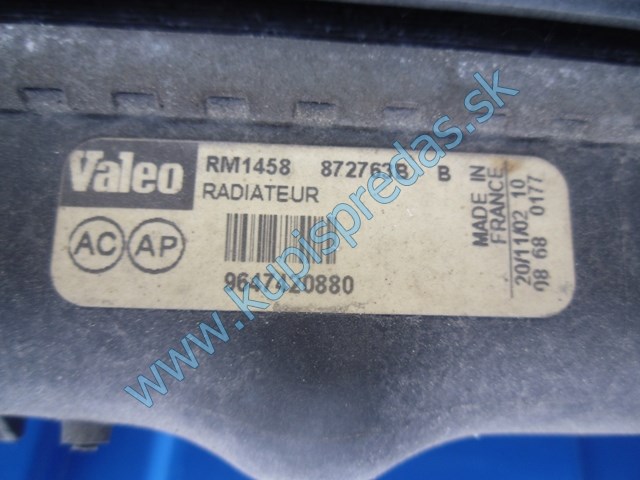 Valeo
RM1458 872763B B
RADIATEUR
AC AP
9647420880
MADE IN
FRANCE
20/11/02 10
08 68 0177
www.kupispredas.sk